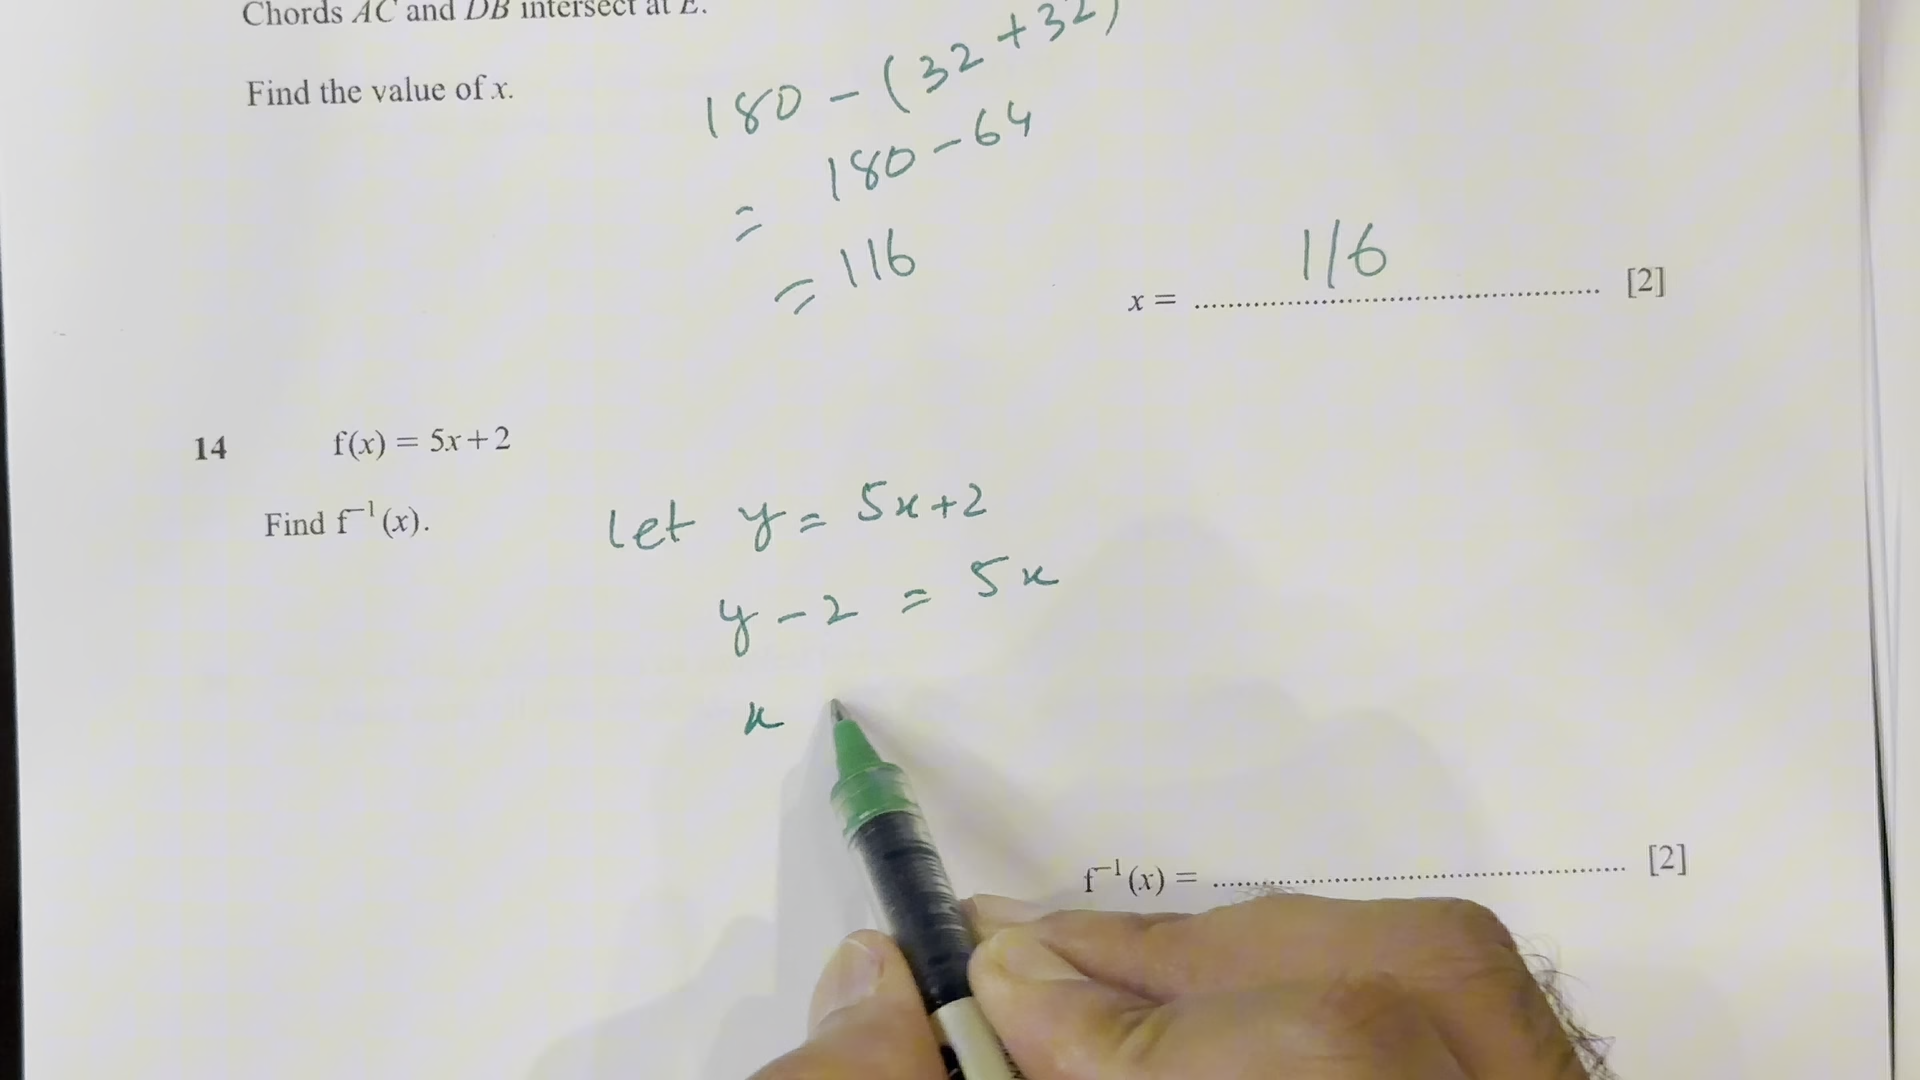 Chords AC and DB intersect at E.
Find the value of x.
180 - (32 + 32)
= 180 - 64
= 116
x = 116 [2]
14 f(x) = 5x + 2
Find f⁻¹(x).
let y = 5x + 2
y - 2 = 5x
x
f⁻¹(x) = ........................................ [2]